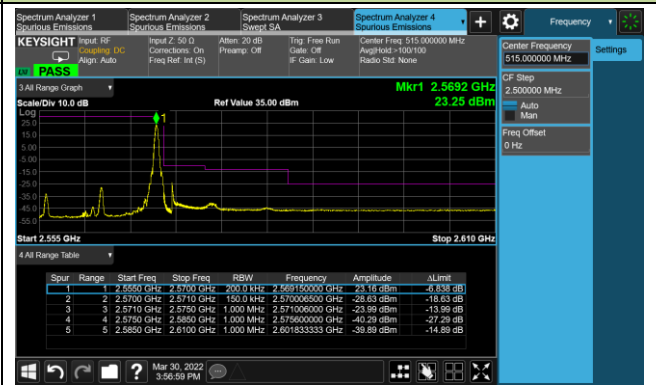 Spectrum Analyzer 1
Spurious Emissions
Spectrum Analyzer 2
Spurious Emissions
Spectrum Analyzer 3
Swept SA
Spectrum Analyzer 4
Spurious Emissions
Frequency
KEYSIGHT
Input: RF
Coupling: DC
Align: Auto
Input Z: 50 Ω
Corrections: On
Freq Ref: Int (S)
Atten: 20 dB
Preamp: Off
Trig: Free Run
Gate: Off
IF Gain: Low
Center Freq: 515.000000 MHz
Avg|Hold:>100/100
Radio Std: None
PASS
Center Frequency
515.000000 MHz
Settings
CF Step
2.500000 MHz
Auto
Man
Freq Offset
0 Hz
3 All Range Graph
Mkr1 2.5692 GHz
Scale/Div 10.0 dB
Ref Value 35.00 dBm
23.25 dBm
Log
25.0
15.0
5.00
-5.00
-15.0
-25.0
-35.0
-45.0
-55.0
1
Start 2.555 GHz
Stop 2.610 GHz
4 All Range Table
Spur Range Start Freq Stop Freq RBW Frequency Amplitude ΔLimit
1 1 2.5550 GHz 2.5700 GHz 200.0 kHz 2.569150000 GHz 23.16 dBm -6.838 dB
2 2 2.5700 GHz 2.5710 GHz 150.0 kHz 2.570006500 GHz -28.63 dBm -18.63 dB
3 3 2.5710 GHz 2.5750 GHz 1.000 MHz 2.571006000 GHz -23.99 dBm -13.99 dB
4 4 2.5750 GHz 2.5850 GHz 1.000 MHz 2.575600000 GHz -40.29 dBm -27.29 dB
5 5 2.5850 GHz 2.6100 GHz 1.000 MHz 2.601833333 GHz -39.89 dBm -14.89 dB
Mar 30, 2022
3:56:59 PM